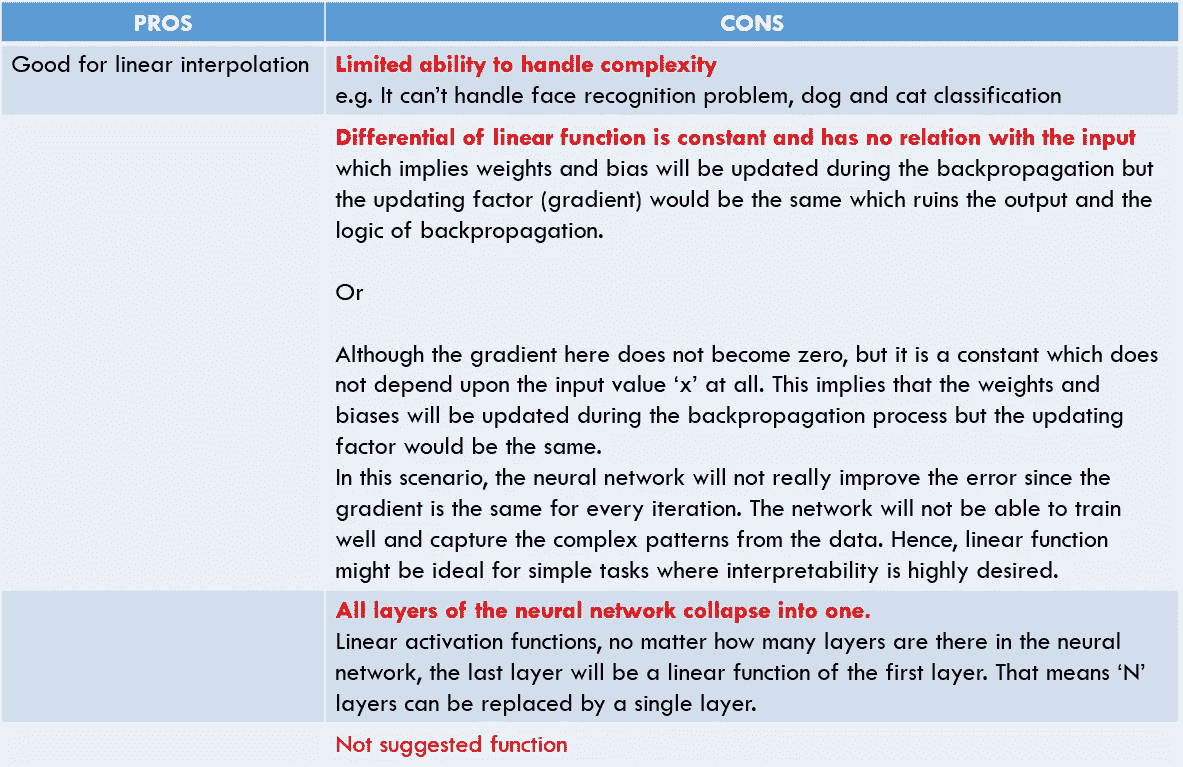 PROS
CONS
Good for linear interpolation
Limited ability to handle complexity
e.g. It can't handle face recognition problem, dog and cat classification
Differential of linear function is constant and has no relation with the input
which implies weights and bias will be updated during the backpropagation but
the updating factor (gradient) would be the same which ruins the output and the
logic of backpropagation.
Or
Although the gradient here does not become zero, but it is a constant which does
not depend upon the input value ‘x’ at all. This implies that the weights and
biases will be updated during the backpropagation process but the updating
factor would be the same.
In this scenario, the neural network will not really improve the error since the
gradient is the same for every iteration. The network will not be able to train
well and capture the complex patterns from the data. Hence, linear function
might be ideal for simple tasks where interpretability is highly desired.
All layers of the neural network collapse into one.
Linear activation functions, no matter how many layers are there in the neural
network, the last layer will be a linear function of the first layer. That means ‘N’
layers can be replaced by a single layer.
Not suggested function